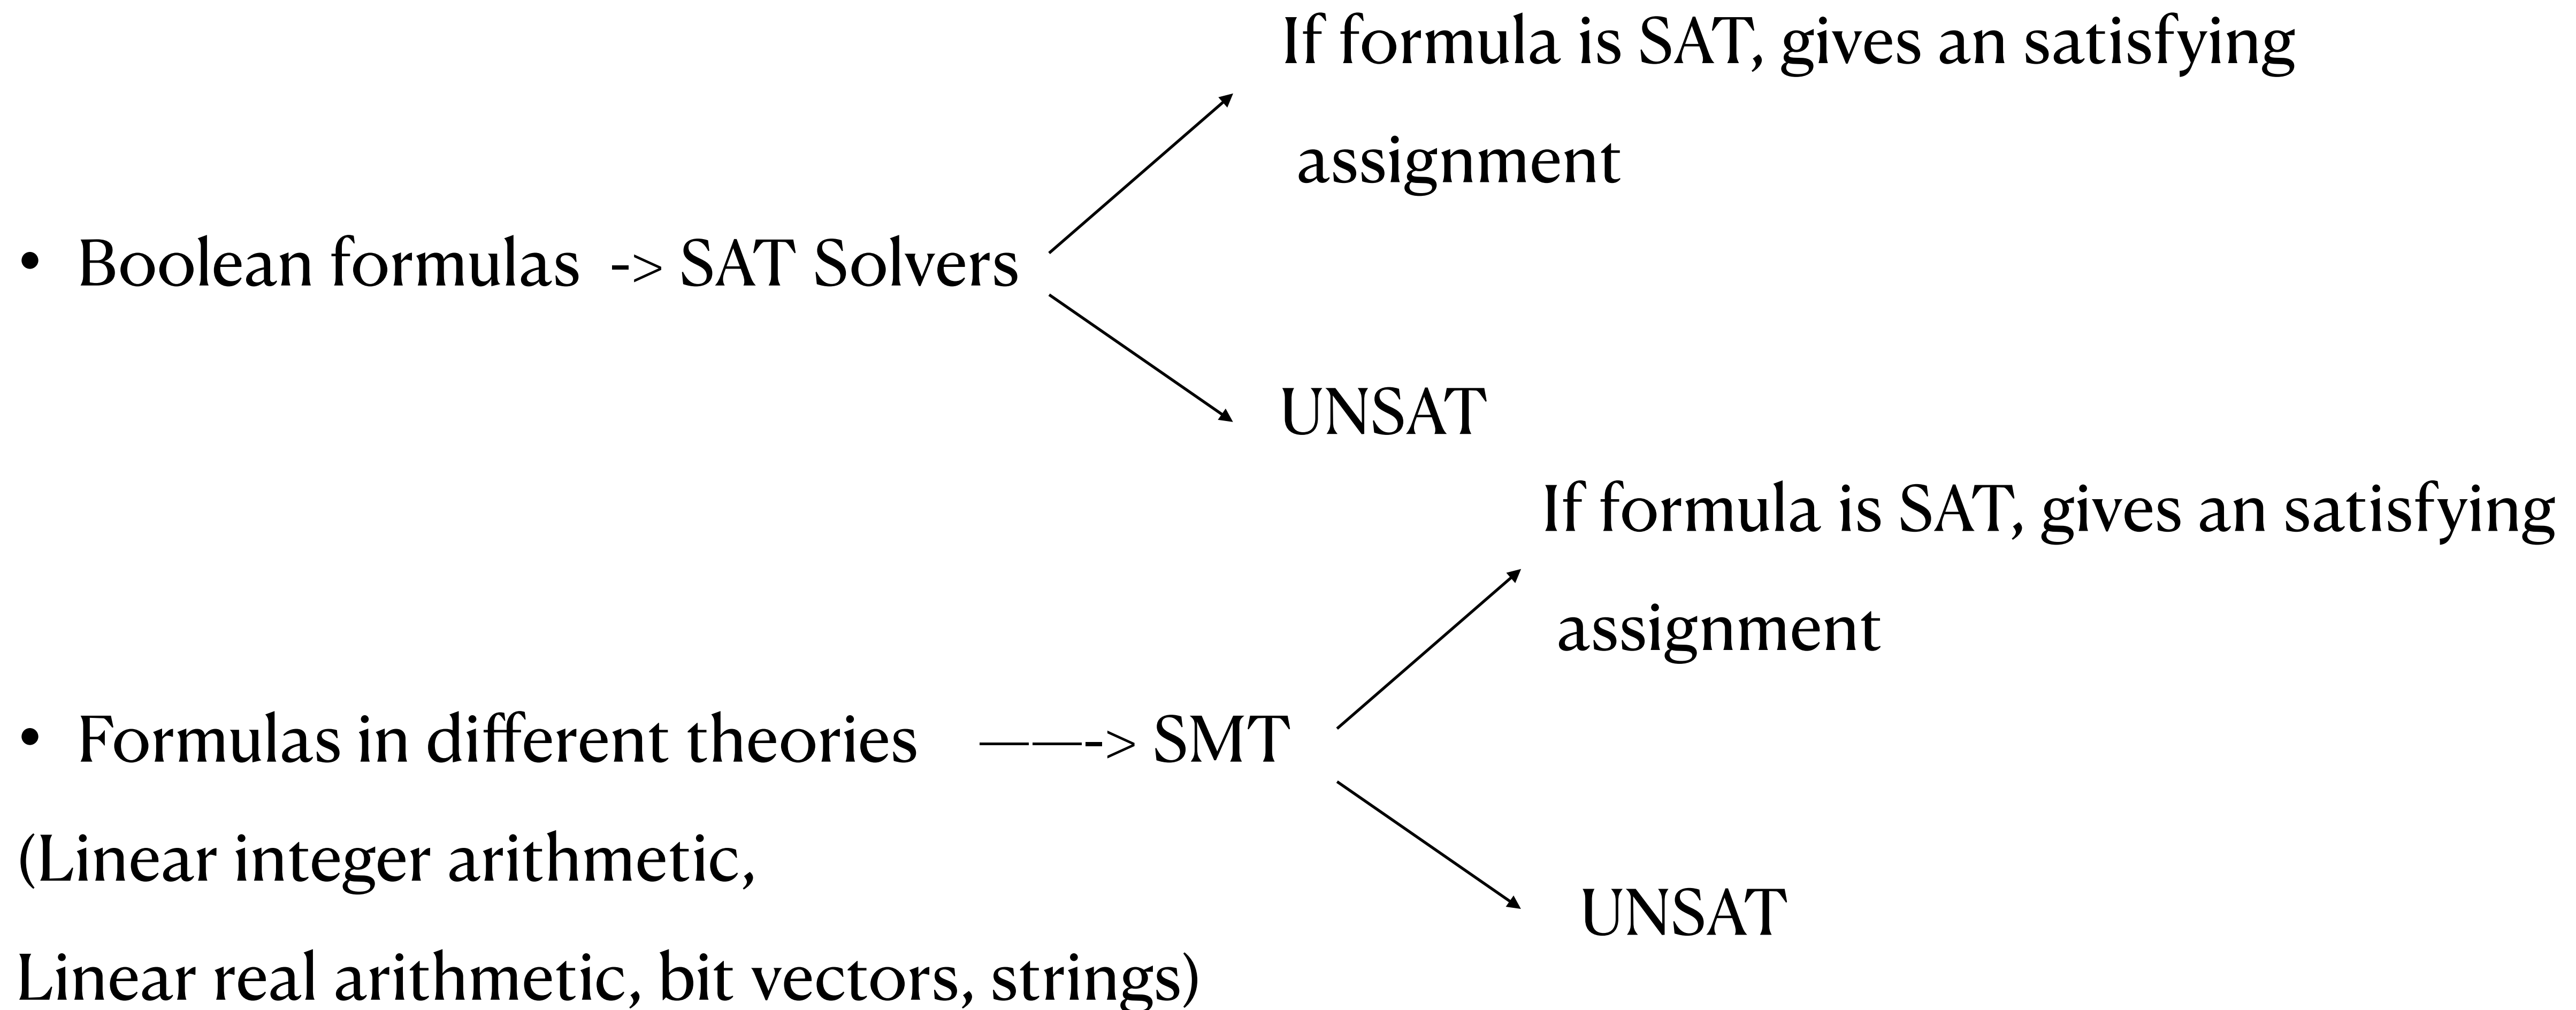 If formula is SAT, gives an satisfying
assignment
• Boolean formulas -> SAT Solvers
UNSAT
If formula is SAT, gives an satisfying
assignment
• Formulas in different theories ——-> SMT
(Linear integer arithmetic,
UNSAT
Linear real arithmetic, bit vectors, strings)